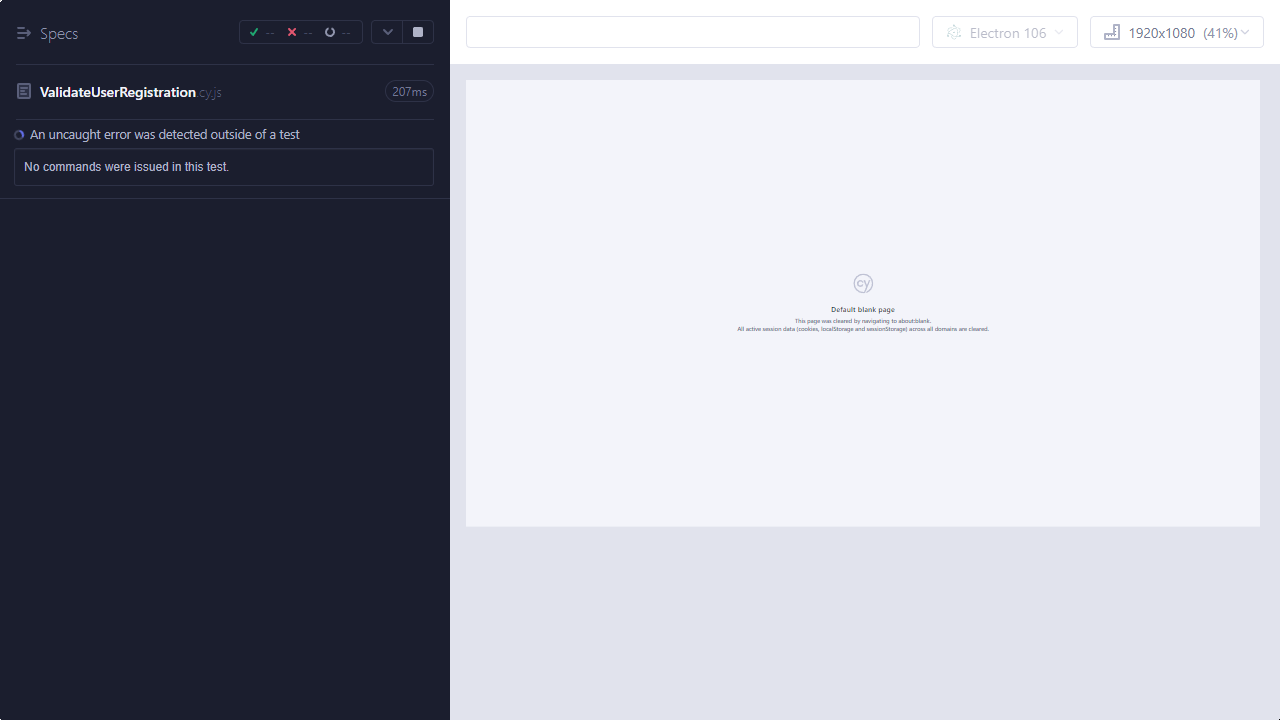 Specs
--
--
--
Electron 106
1920x1080 (41%)
ValidateUserRegistration.cy.js
207ms
An uncaught error was detected outside of a test
No commands were issued in this test.
cy
Default blank page
This page was cleared by navigating to about:blank.
All active session data (cookies, localStorage and sessionStorage) across all domains are cleared.